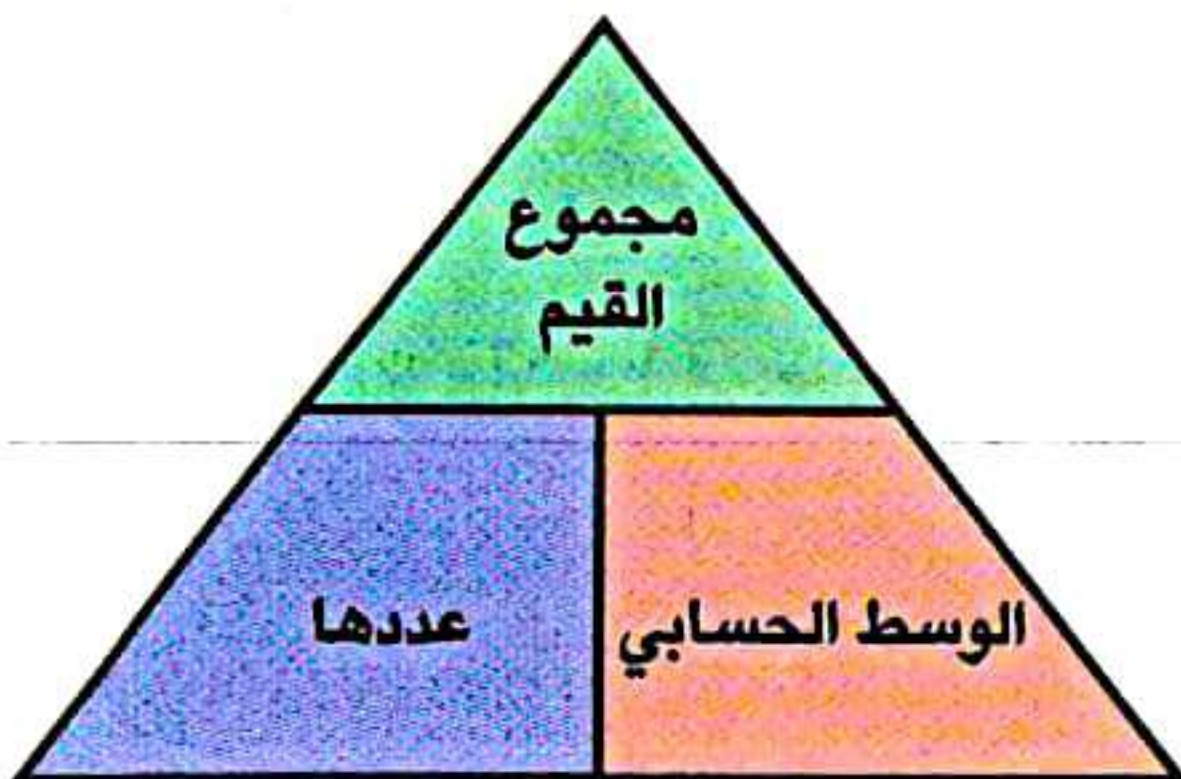 مجموع
القيم
الوسط الحسابي
عددها